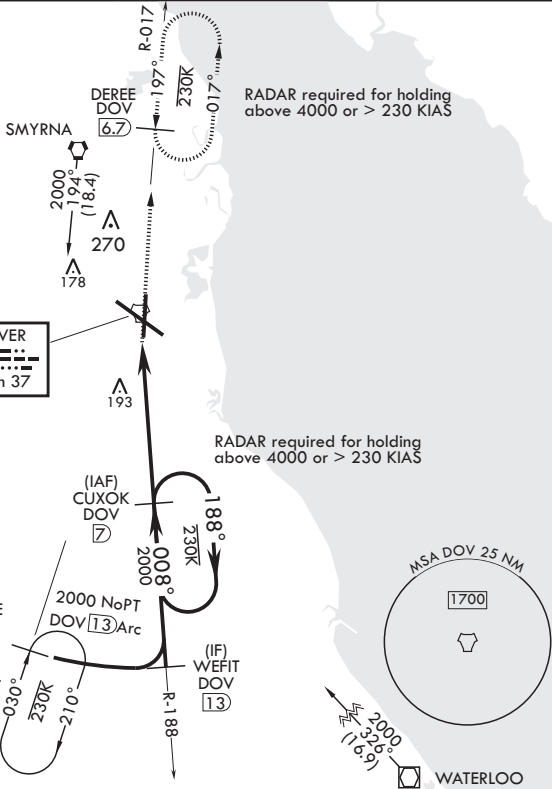 R-017
197°
230K
017°
DEREE
DOV
6.7
RADAR required for holding
above 4000 or > 230 KIAS
SMYRNA
2000
194°
(18.4)
270
178
VER
37
193
RADAR required for holding
above 4000 or > 230 KIAS
(IAF)
CUXOK
DOV
7
188°
230K
008°
2000
MSA DOV 25 NM
1700
2000 NoPT
DOV 13 Arc
(IF)
WEFIT
DOV
13
030°
230K
210°
R-188
2000
326°
(16.9)
WATERLOO